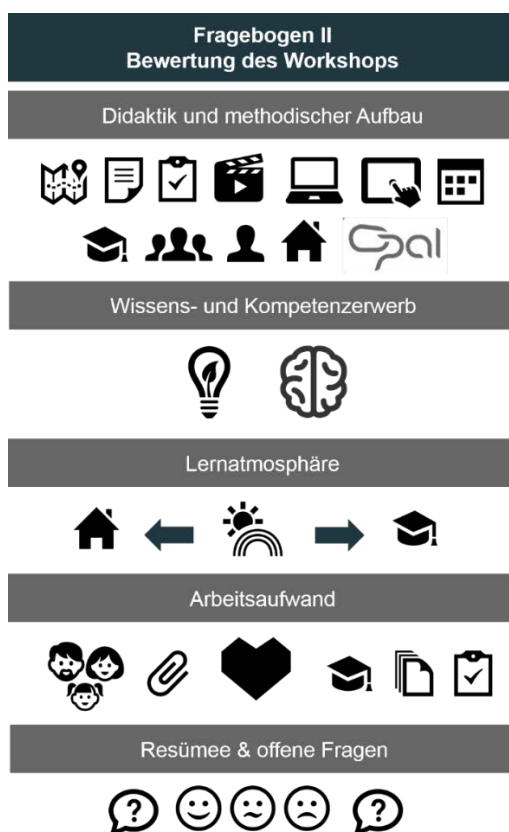 Fragebogen II
Bewertung des Workshops
Didaktik und methodischer Aufbau
Opal
Wissens- und Kompetenzerwerb
Lernatmosphäre
Arbeitsaufwand
Resümee & offene Fragen
? ?